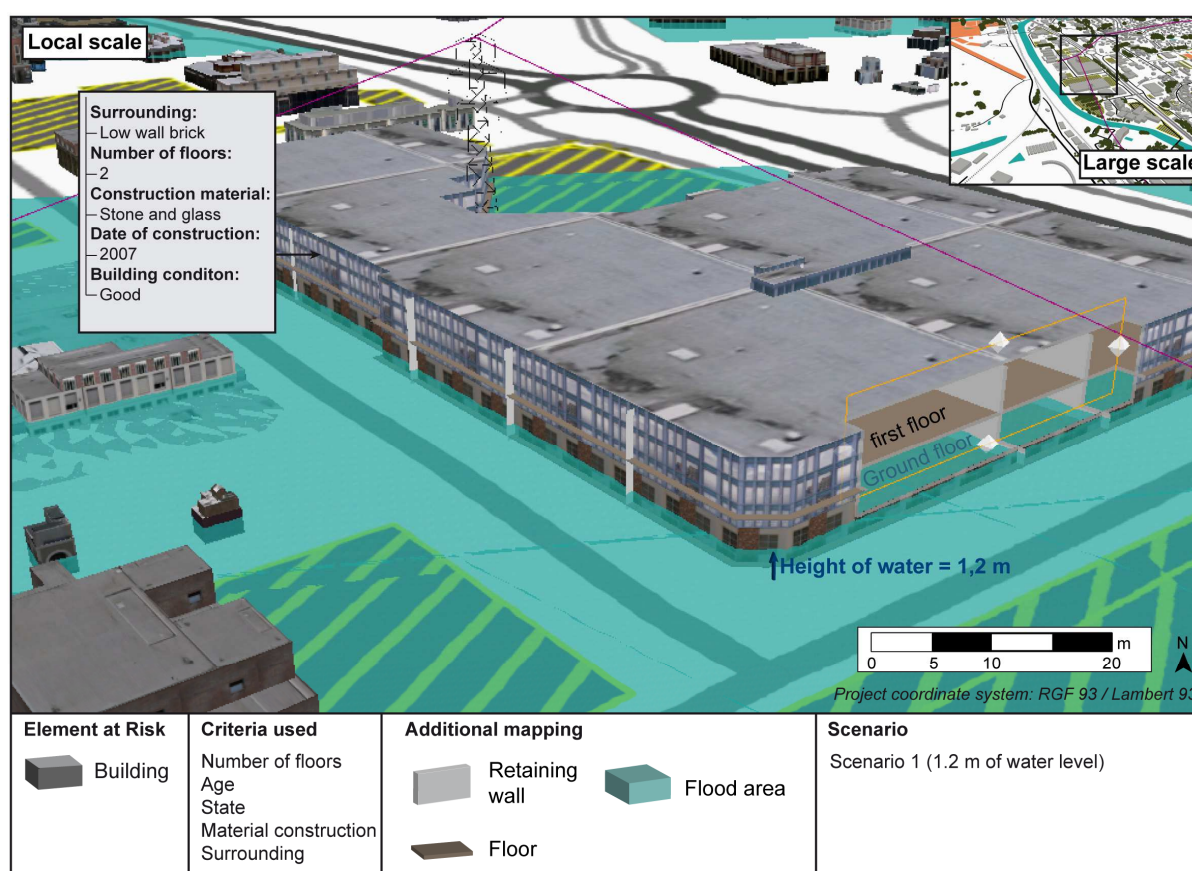 Local scale
Surrounding:
Low wall brick
Number of floors:
2
Construction material:
Stone and glass
Date of construction:
2007
Building conditon:
Good
Large scale
first floor
Ground floor
Height of water = 1,2 m
0 5 10 20 m
N
Project coordinate system: RGF 93 / Lambert 93
Element at Risk
Building
Criteria used
Number of floors
Age
State
Material construction
Surrounding
Additional mapping
Retaining
wall
Flood area
Floor
Scenario
Scenario 1 (1.2 m of water level)